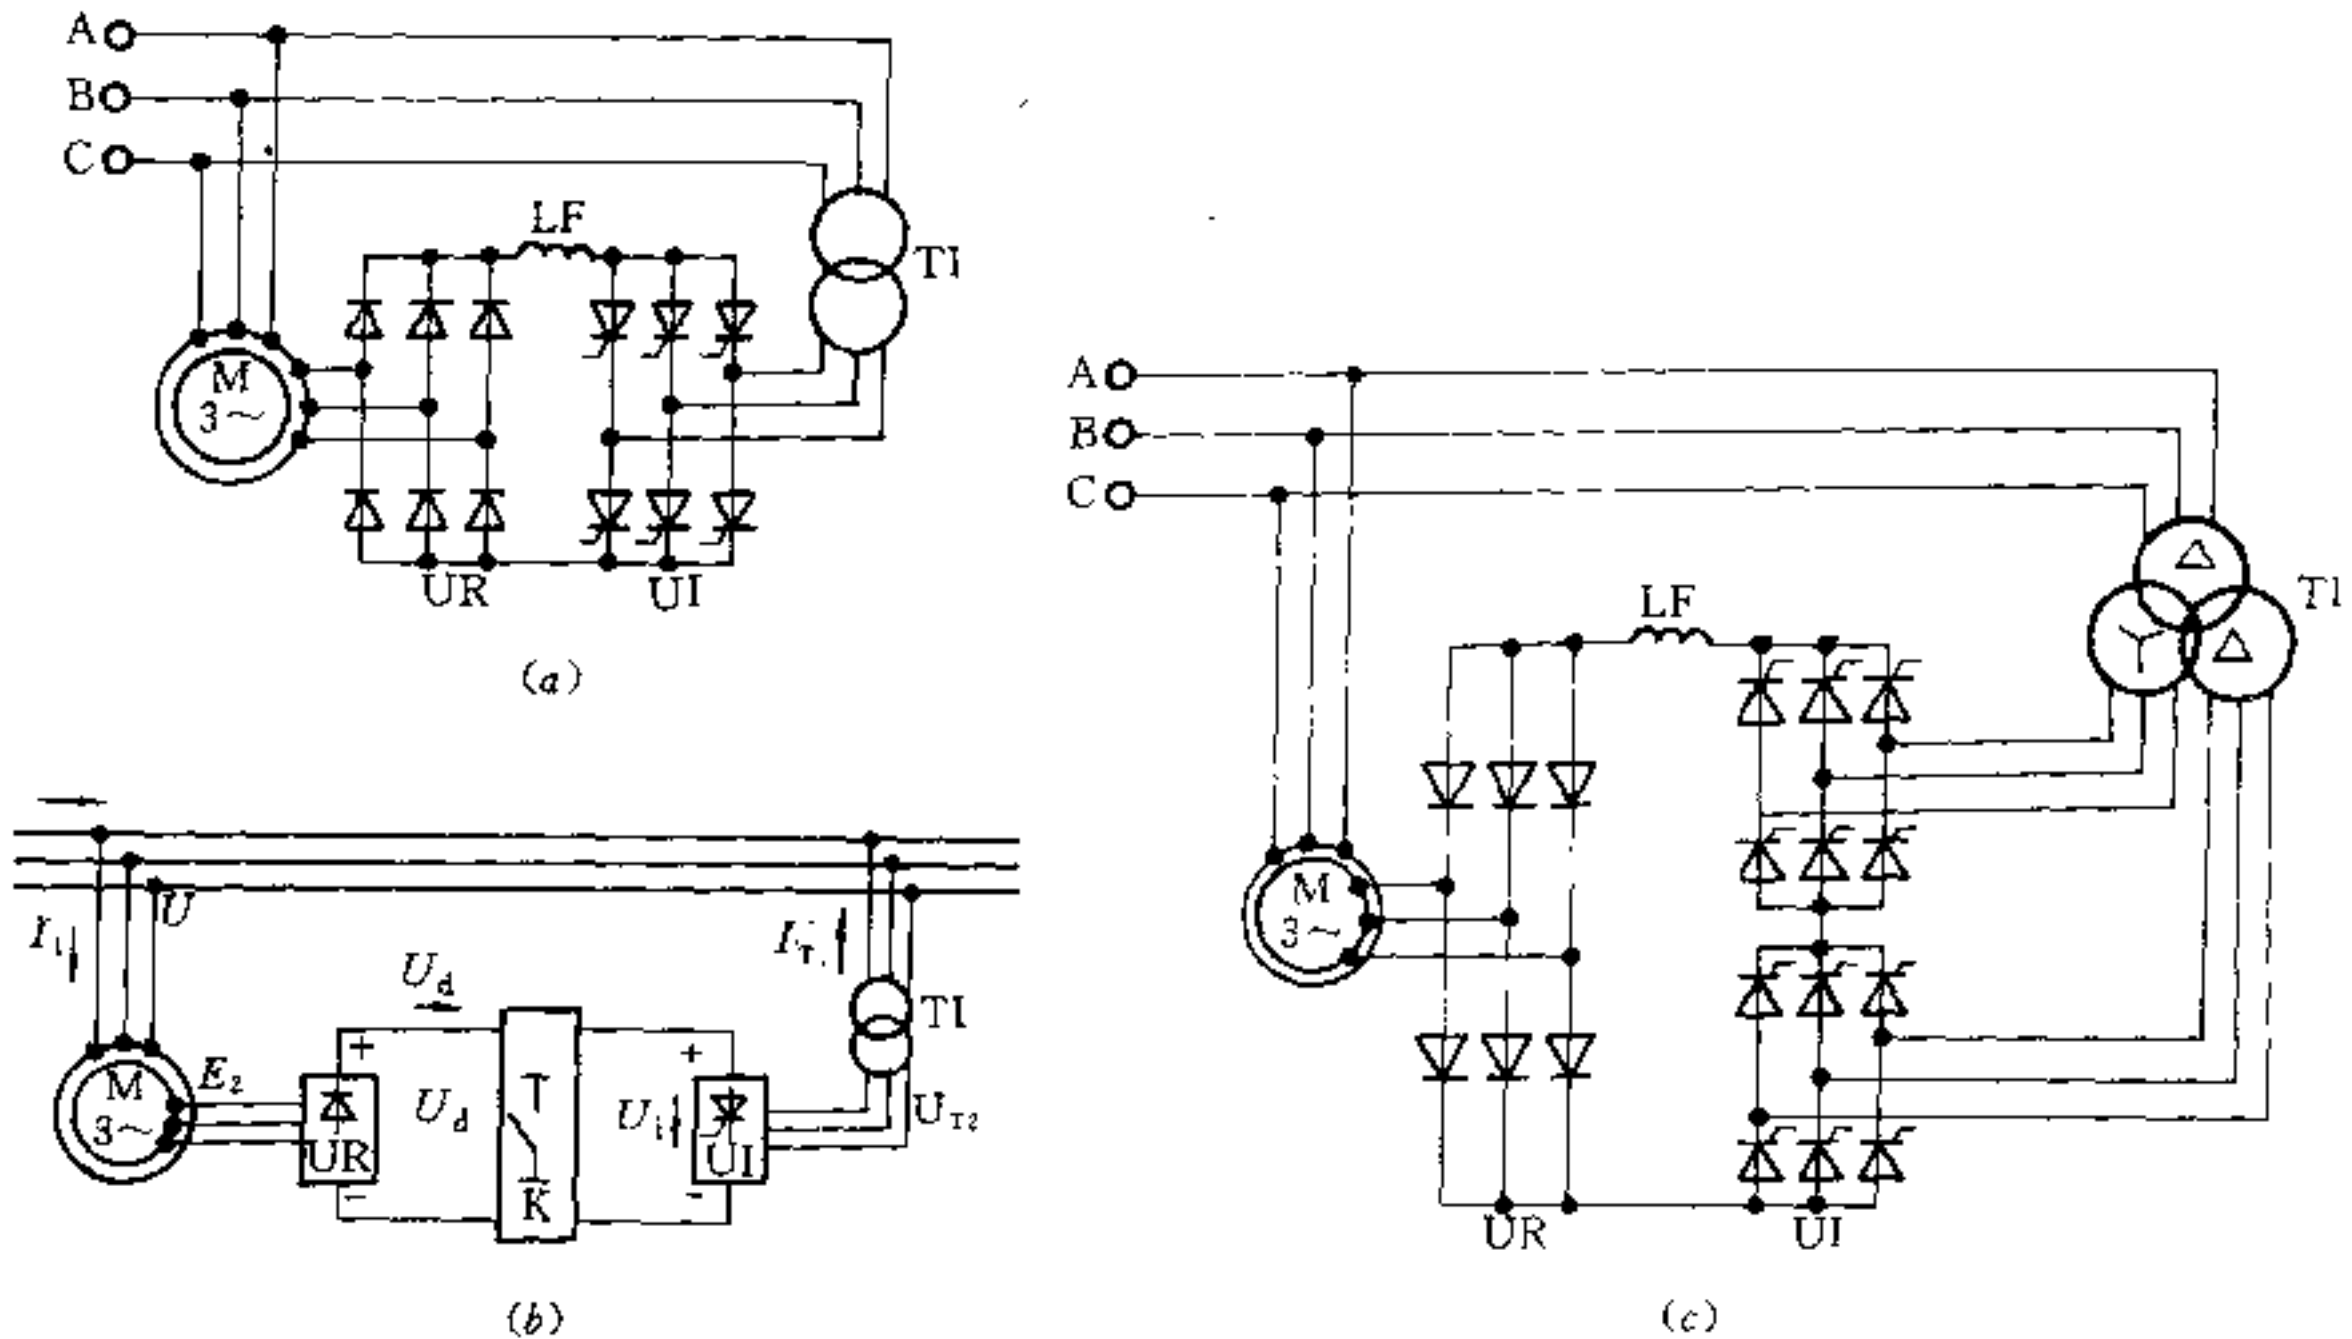 A
B
C
LF
TI
M
3~
UR
UI
(a)
U
I₁
I_T
U_d
TI
M
3~
E₂
+
UR
−
U_d
T
K
+
U_i
UI
-
U_T2
(b)
A
B
C
△
TI
Y
△
LF
M
3~
UR
UI
(c)